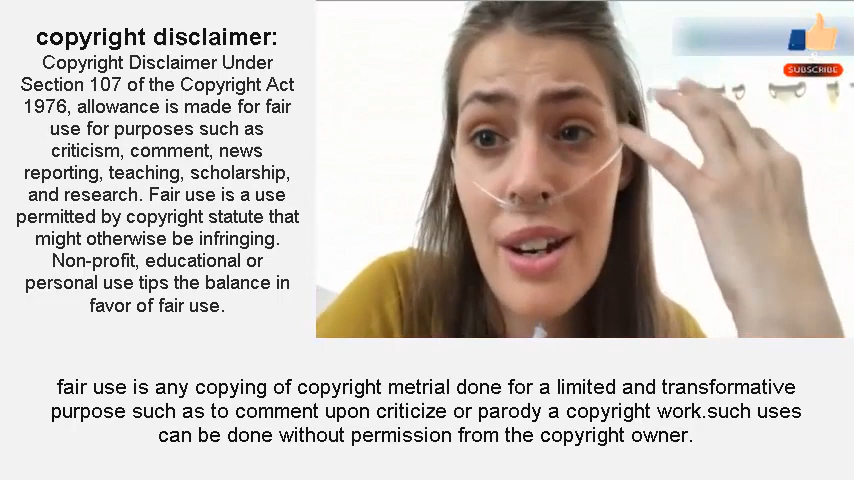 copyright disclaimer:
Copyright Disclaimer Under
Section 107 of the Copyright Act
1976, allowance is made for fair
use for purposes such as
criticism, comment, news
reporting, teaching, scholarship,
and research. Fair use is a use
permitted by copyright statute that
might otherwise be infringing.
Non-profit, educational or
personal use tips the balance in
favor of fair use.
SUBSCRIBE
fair use is any copying of copyright metrial done for a limited and transformative
purpose such as to comment upon criticize or parody a copyright work.such uses
can be done without permission from the copyright owner.